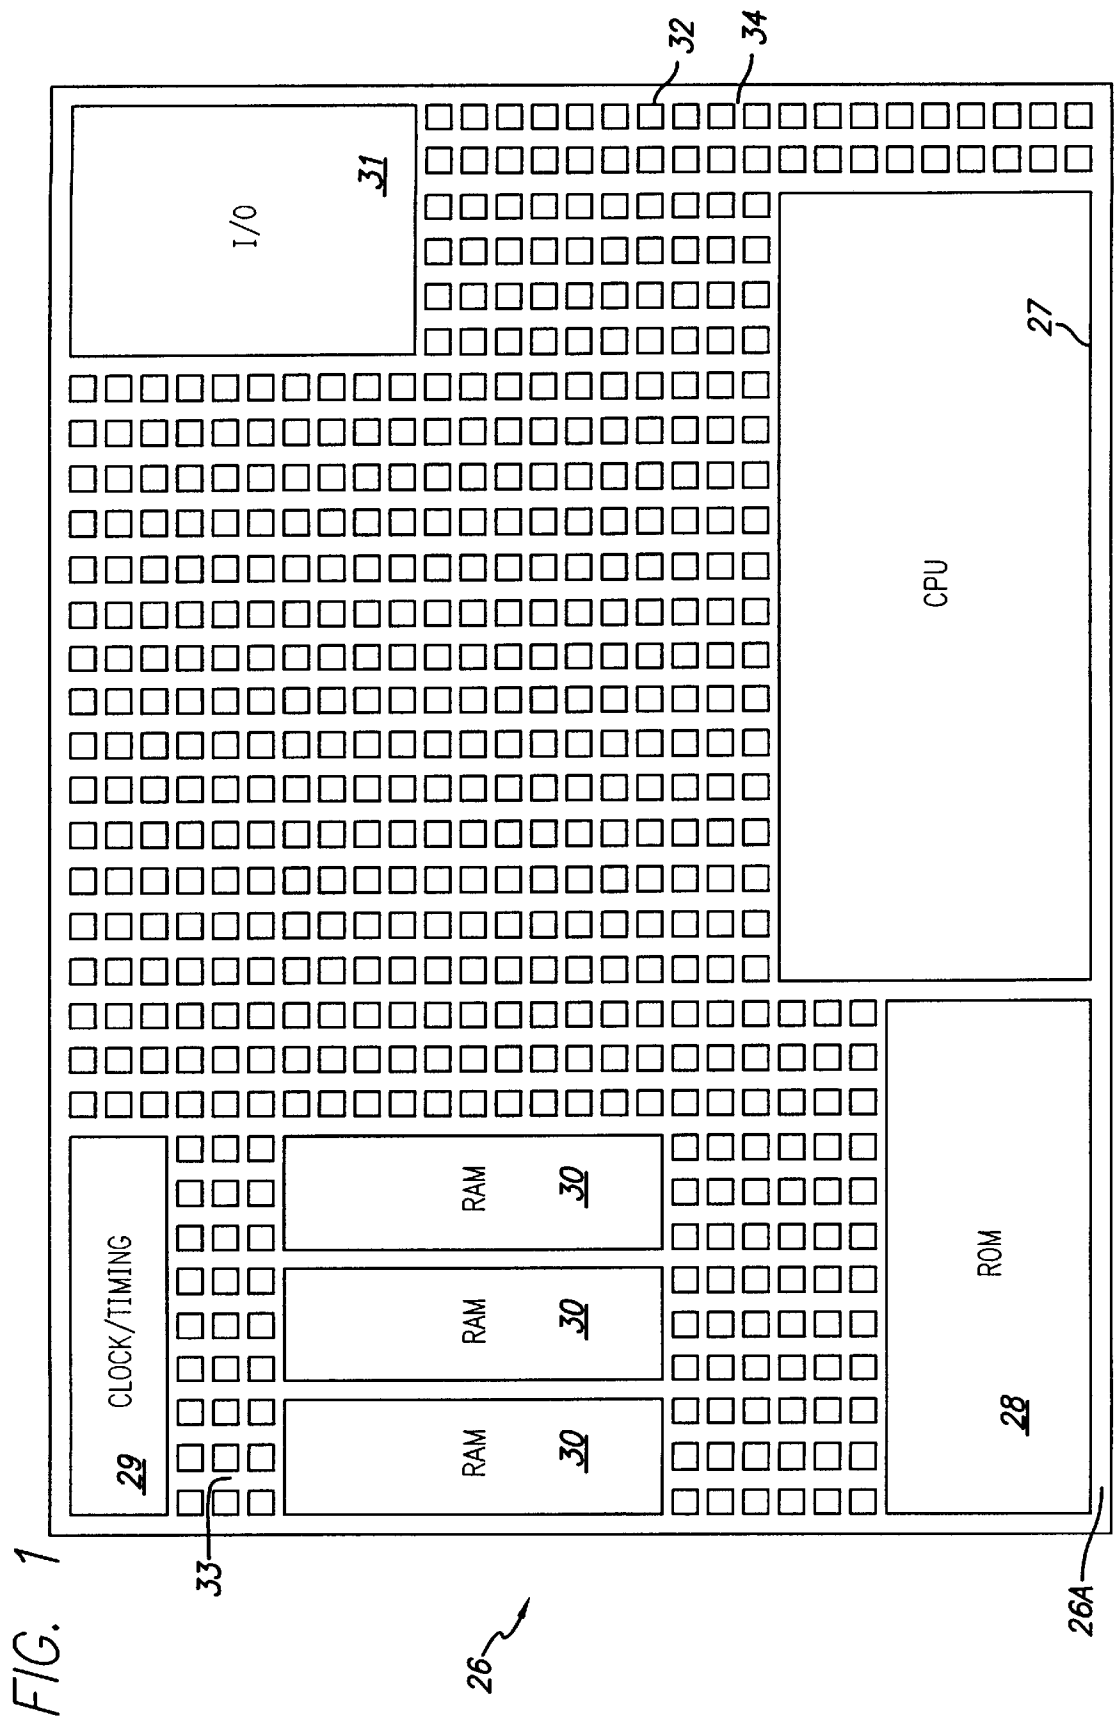 FIG. 1
26
CLOCK/TIMING
29
33
RAM
30
RAM
30
RAM
30
ROM
28
26A
I/O
31
CPU
27
32
34